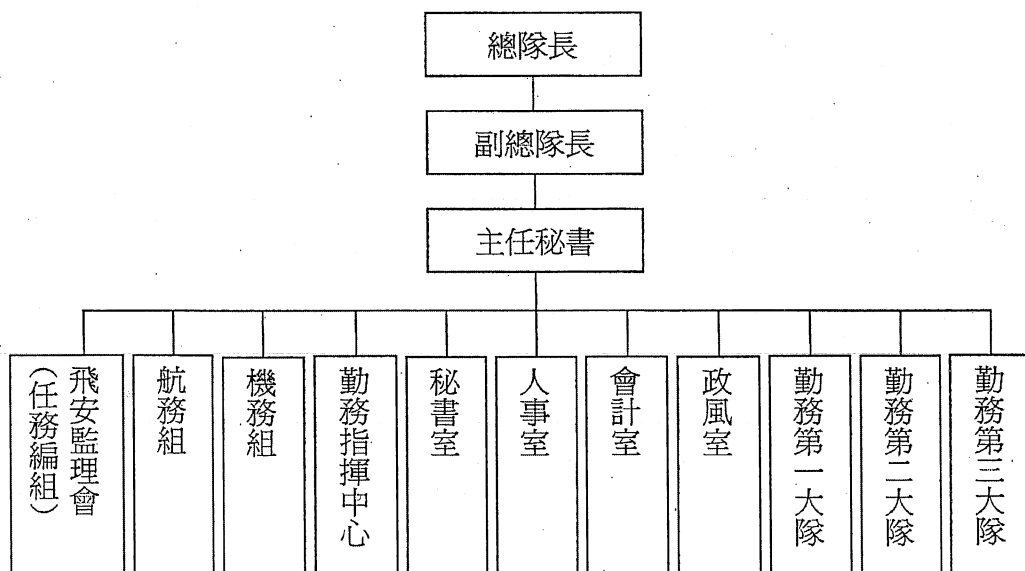 總隊長
副總隊長
主任秘書
飛安監理會
（任務編組）
航務組
機務組
勤務指揮中心
秘書室
人事室
會計室
政風室
勤務第一大隊
勤務第二大隊
勤務第三大隊